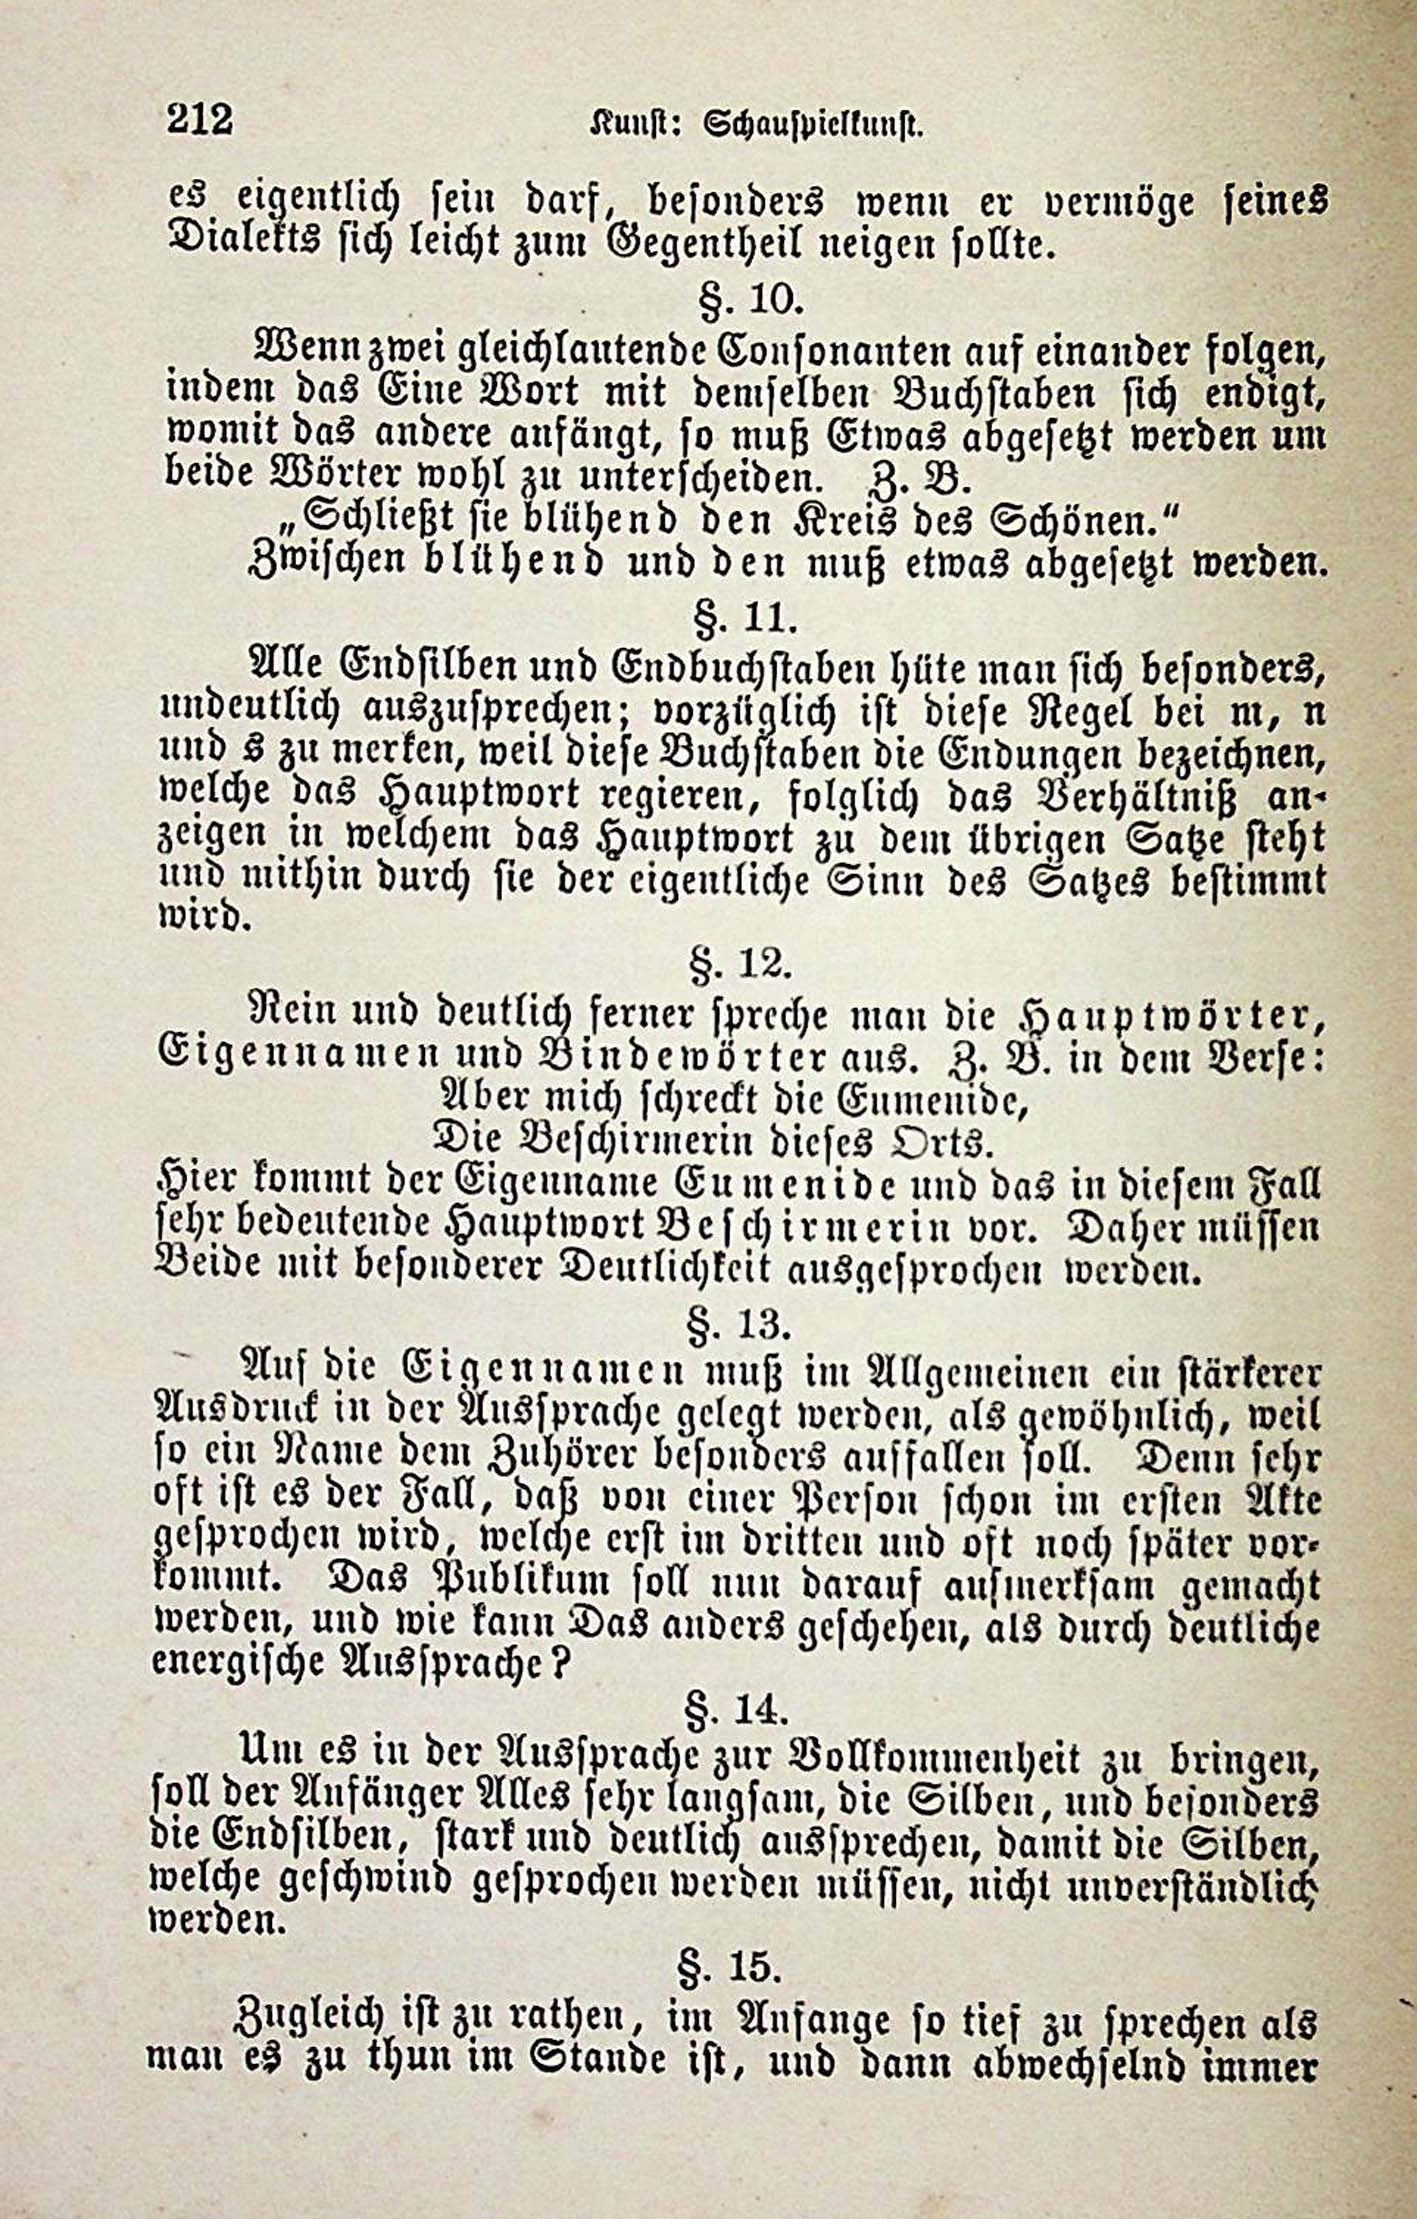 212
Kunst: Schauspielkunst.
es eigentlich sein darf, besonders wenn er vermöge seines
Dialekts sich leicht zum Gegentheil neigen sollte.
§. 10.
Wenn zwei gleichlautende Consonanten auf einander folgen,
indem das Eine Wort mit demselben Buchstaben sich endigt,
womit das andere anfängt, so muß Etwas abgesetzt werden um
beide Wörter wohl zu unterscheiden. Z. B.
„Schließt sie blühend den Kreis des Schönen.“
Zwischen blühend und den muß etwas abgesetzt werden.
§. 11.
Alle Endsilben und Endbuchstaben hüte man sich besonders,
undeutlich auszusprechen; vorzüglich ist diese Regel bei m, n
und s zu merken, weil diese Buchstaben die Endungen bezeichnen,
welche das Hauptwort regieren, folglich das Verhältniß an-
zeigen in welchem das Hauptwort zu dem übrigen Satze steht
und mithin durch sie der eigentliche Sinn des Satzes bestimmt
wird.
§. 12.
Rein und deutlich ferner spreche man die Hauptwörter,
Eigennamen und Bindewörter aus. Z. B. in dem Verse:
Aber mich schreckt die Eumenide,
Die Beschirmerin dieses Orts.
Hier kommt der Eigenname Eumenide und das in diesem Fall
sehr bedeutende Hauptwort Beschirmerin vor. Daher müssen
Beide mit besonderer Deutlichkeit ausgesprochen werden.
§. 13.
Auf die Eigennamen muß im Allgemeinen ein stärkerer
Ausdruck in der Aussprache gelegt werden, als gewöhnlich, weil
so ein Name dem Zuhörer besonders auffallen soll. Denn sehr
oft ist es der Fall, daß von einer Person schon im ersten Akte
gesprochen wird, welche erst im dritten und oft noch später vor-
kommt. Das Publikum soll nun darauf aufmerksam gemacht
werden, und wie kann Das anders geschehen, als durch deutliche
energische Aussprache?
§. 14.
Um es in der Aussprache zur Vollkommenheit zu bringen,
soll der Anfänger Alles sehr langsam, die Silben, und besonders
die Endsilben, stark und deutlich aussprechen, damit die Silben,
welche geschwind gesprochen werden müssen, nicht unverständlich
werden.
§. 15.
Zugleich ist zu rathen, im Anfange so tief zu sprechen als
man es zu thun im Stande ist, und dann abwechselnd immer